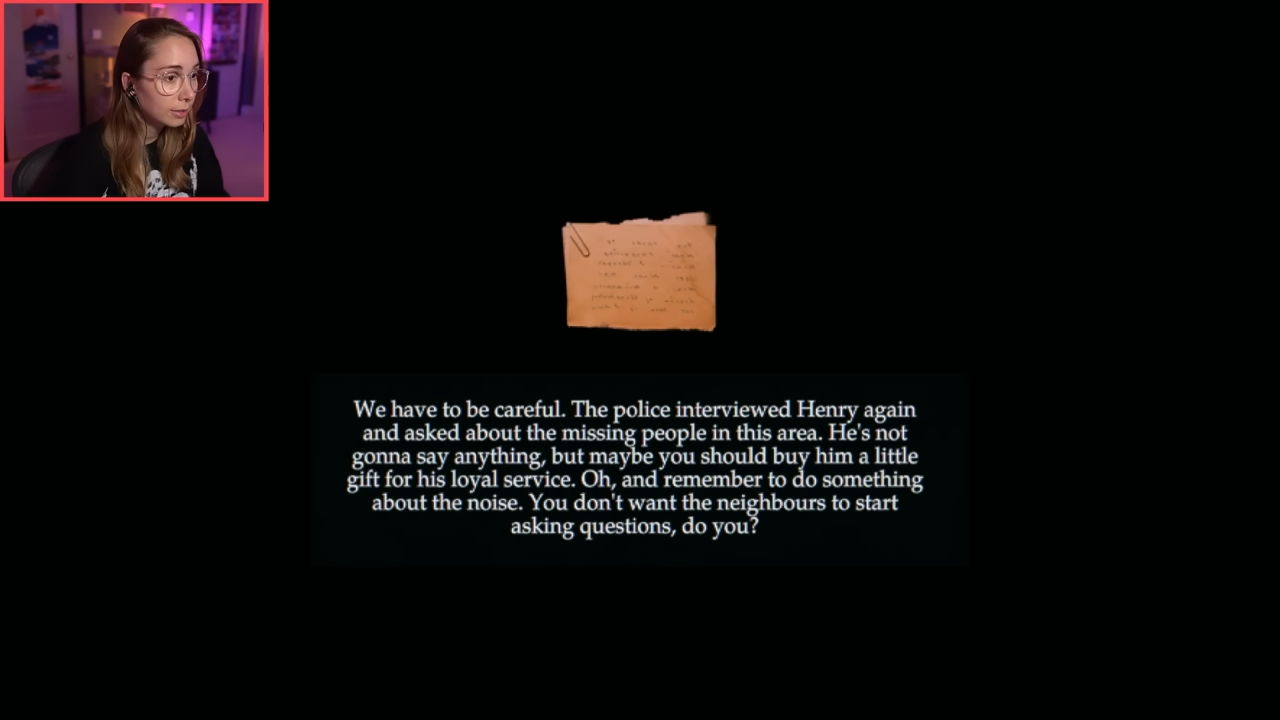 We have to be careful. The police interviewed Henry again
and asked about the missing people in this area. He's not
gonna say anything, but maybe you should buy him a little
gift for his loyal service. Oh, and remember to do something
about the noise. You don't want the neighbours to start
asking questions, do you?